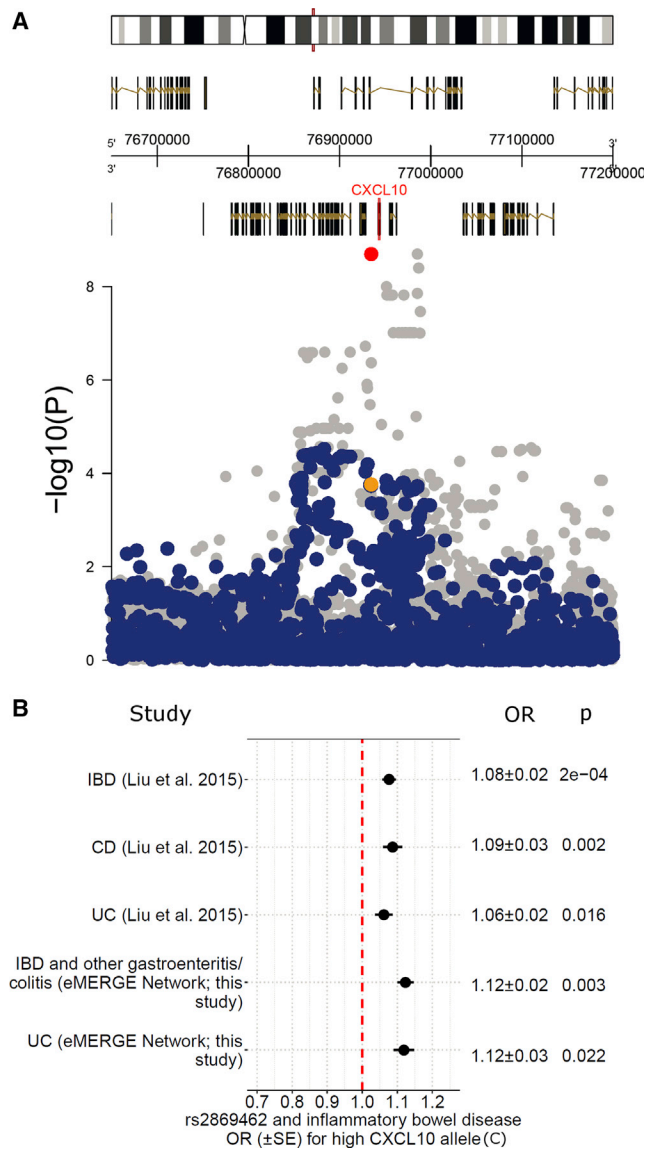 A
5'
3'
76700000
76900000
77100000
3'
5'
76800000
77000000
7720000
CXCL10
8
6
4
2
0
−log10(P)
B
Study
OR
p
IBD (Liu et al. 2015)
1.08±0.02
2e−04
CD (Liu et al. 2015)
1.09±0.03
0.002
UC (Liu et al. 2015)
1.06±0.02
0.016
IBD and other gastroenteritis/
colitis (eMERGE Network; this
study)
1.12±0.02
0.003
UC (eMERGE Network; this
study)
1.12±0.03
0.022
0.7 0.8 0.9 1.0 1.1 1.2
rs2869462 and inflammatory bowel disease
OR (±SE) for high CXCL10 allele (C)